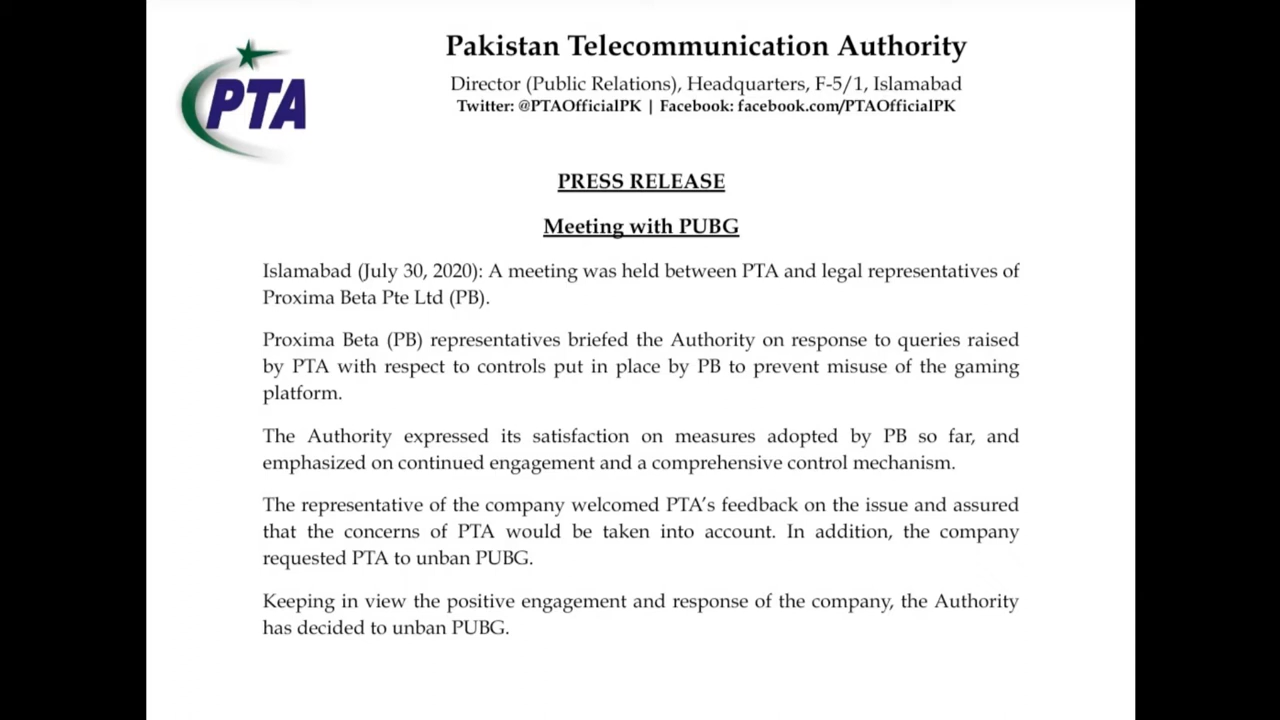 PTA
Pakistan Telecommunication Authority
Director (Public Relations), Headquarters, F-5/1, Islamabad
Twitter: @PTAOfficialPK | Facebook: facebook.com/PTAOfficialPK
PRESS RELEASE
Meeting with PUBG
Islamabad (July 30, 2020): A meeting was held between PTA and legal representatives of
Proxima Beta Pte Ltd (PB).
Proxima Beta (PB) representatives briefed the Authority on response to queries raised
by PTA with respect to controls put in place by PB to prevent misuse of the gaming
platform.
The Authority expressed its satisfaction on measures adopted by PB so far, and
emphasized on continued engagement and a comprehensive control mechanism.
The representative of the company welcomed PTA's feedback on the issue and assured
that the concerns of PTA would be taken into account. In addition, the company
requested PTA to unban PUBG.
Keeping in view the positive engagement and response of the company, the Authority
has decided to unban PUBG.